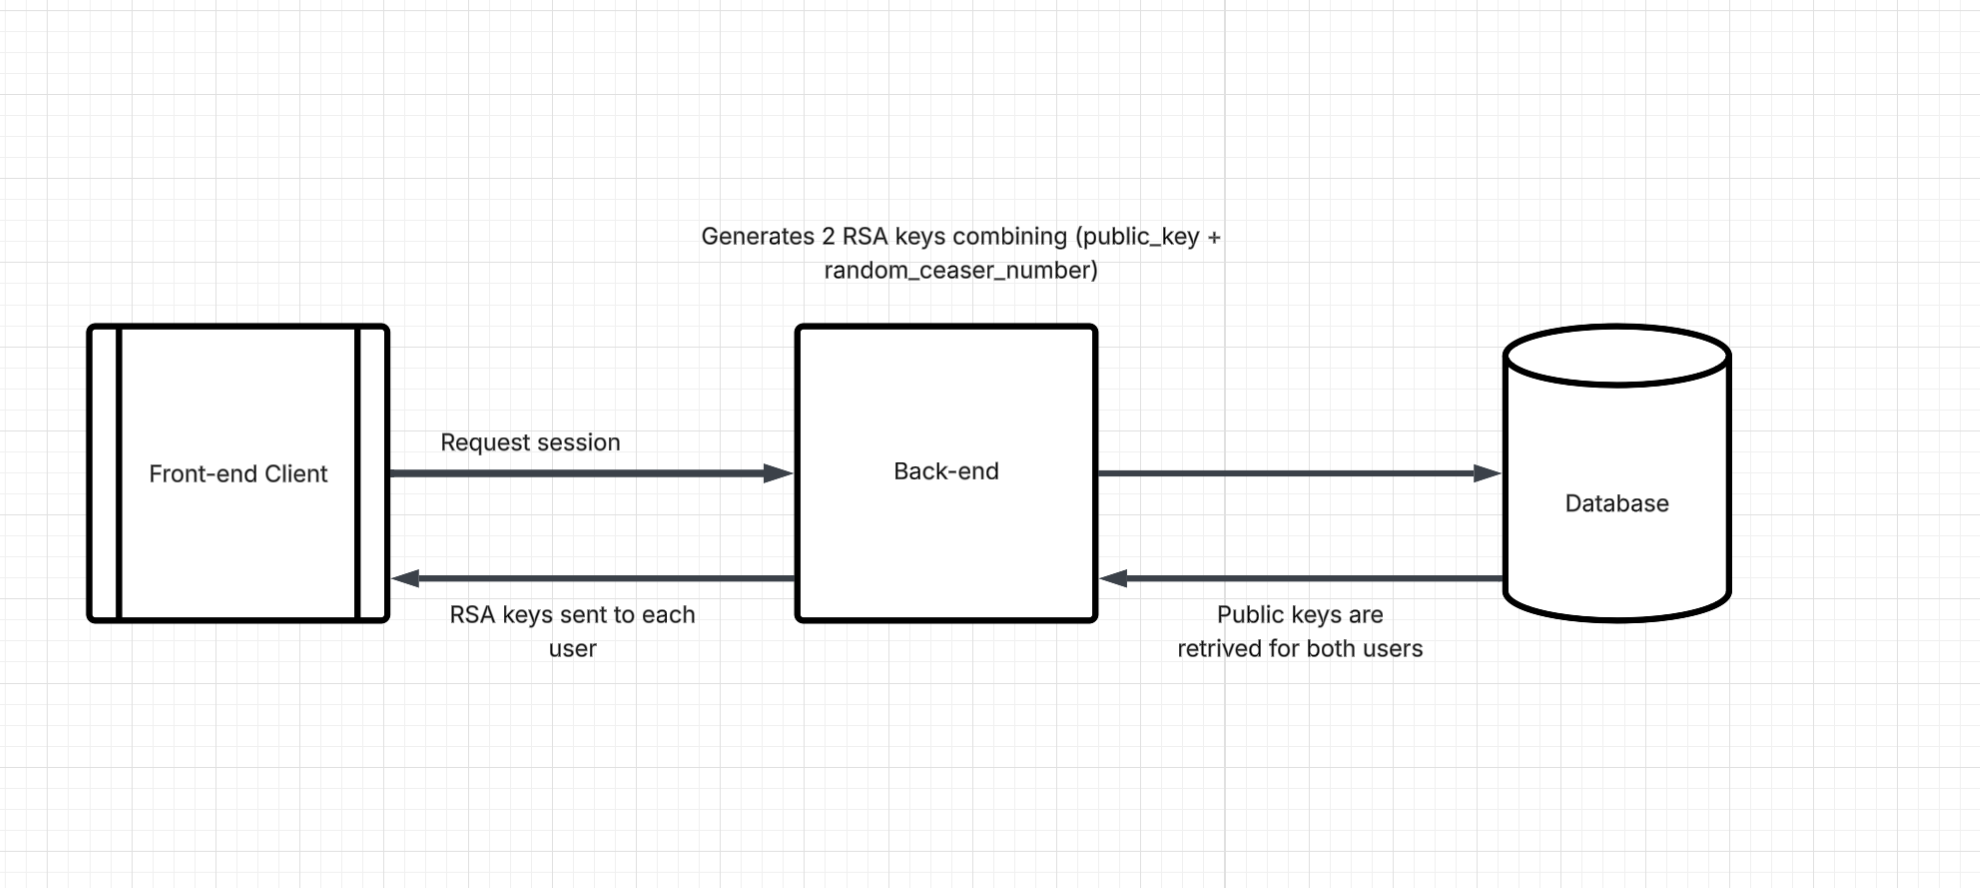 Generates 2 RSA keys combining (public_key +
random_ceaser_number)
Request session
Front-end Client
Back-end
Database
RSA keys sent to each
user
Public keys are
retrived for both users